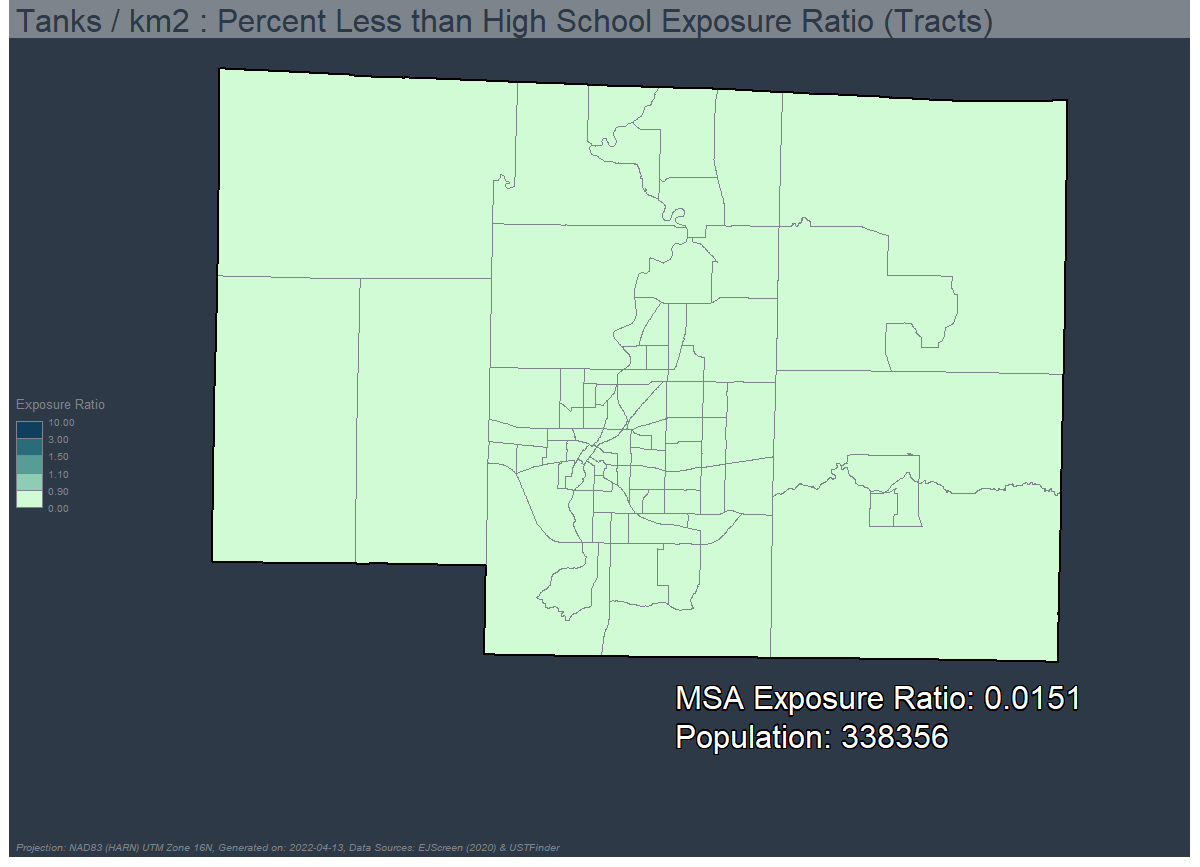 Tanks / km2 : Percent Less than High School Exposure Ratio (Tracts)
Exposure Ratio
10.00
3.00
1.50
1.10
0.90
0.00
MSA Exposure Ratio: 0.0151
Population: 338356
Projection: NAD83 (HARN) UTM Zone 16N, Generated on: 2022-04-13, Data Sources: EJScreen (2020) & USTFinder